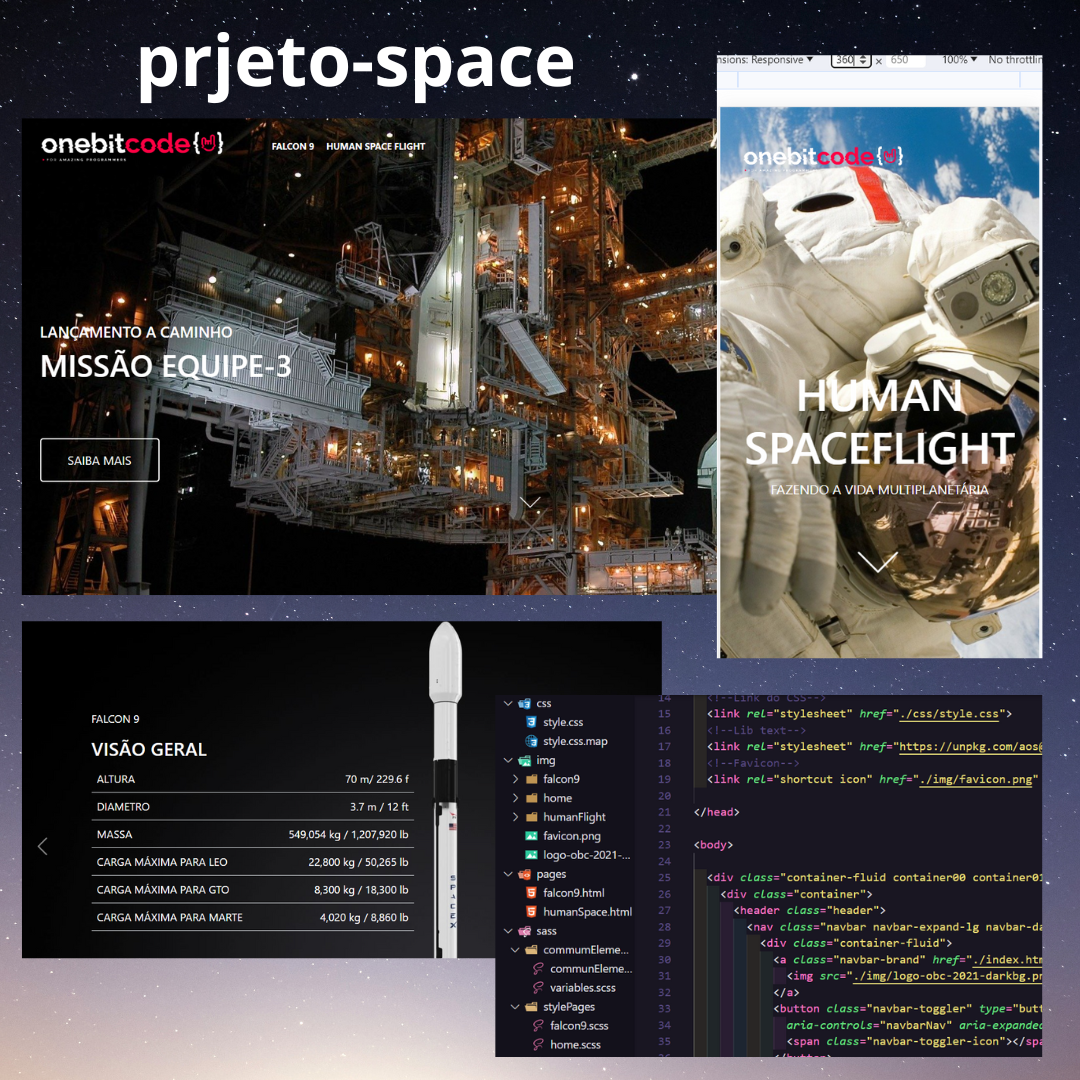 prjeto-space
onebitcode{}
FOR AMAZING PROGRAMMERS
FALCON 9 HUMAN SPACE FLIGHT
LANÇAMENTO A CAMINHO
MISSÃO EQUIPE-3
SAIBA MAIS
nsions: Responsive 360 × 650 100% No throttlin
onebitcode{}
HUMAN
SPACEFLIGHT
FAZENDO A VIDA MULTIPLANETÁRIA
FALCON 9
VISÃO GERAL
ALTURA 70 m/ 229.6 f
DIAMETRO 3.7 m / 12 ft
MASSA 549,054 kg / 1,207,920 lb
CARGA MÁXIMA PARA LEO 22,800 kg / 50,265 lb
CARGA MÁXIMA PARA GTO 8,300 kg / 18,300 lb
CARGA MÁXIMA PARA MARTE 4,020 kg / 8,860 lb
SPACEX
css
style.css
style.css.map
img
falcon9
home
humanFlight
favicon.png
logo-obc-2021-...
pages
falcon9.html
humanSpace.html
sass
communEleme...
communEleme...
variables.scss
stylePages
falcon9.scss
home.scss
14 <!--Link do CSS-->
15 <link rel="stylesheet" href="./css/style.css">
16 <!--Lib text-->
17 <link rel="stylesheet" href="https://unpkg.com/aos@
18 <!--Favicon-->
19 <link rel="shortcut icon" href="./img/favicon.png"
20
21 </head>
22
23 <body>
24
25 <div class="container-fluid container00 container01
26 <div class="container">
27 <header class="header">
28 <nav class="navbar navbar-expand-lg navbar-da
29 <div class="container-fluid">
30 <a class="navbar-brand" href="./index.htm
31 <img src="./img/logo-obc-2021-darkbg.pn
32 </a>
33 <button class="navbar-toggler" type="butt
34 aria-controls="navbarNav" aria-expanded
35 <span class="navbar-toggler-icon"></spa
36 </button>